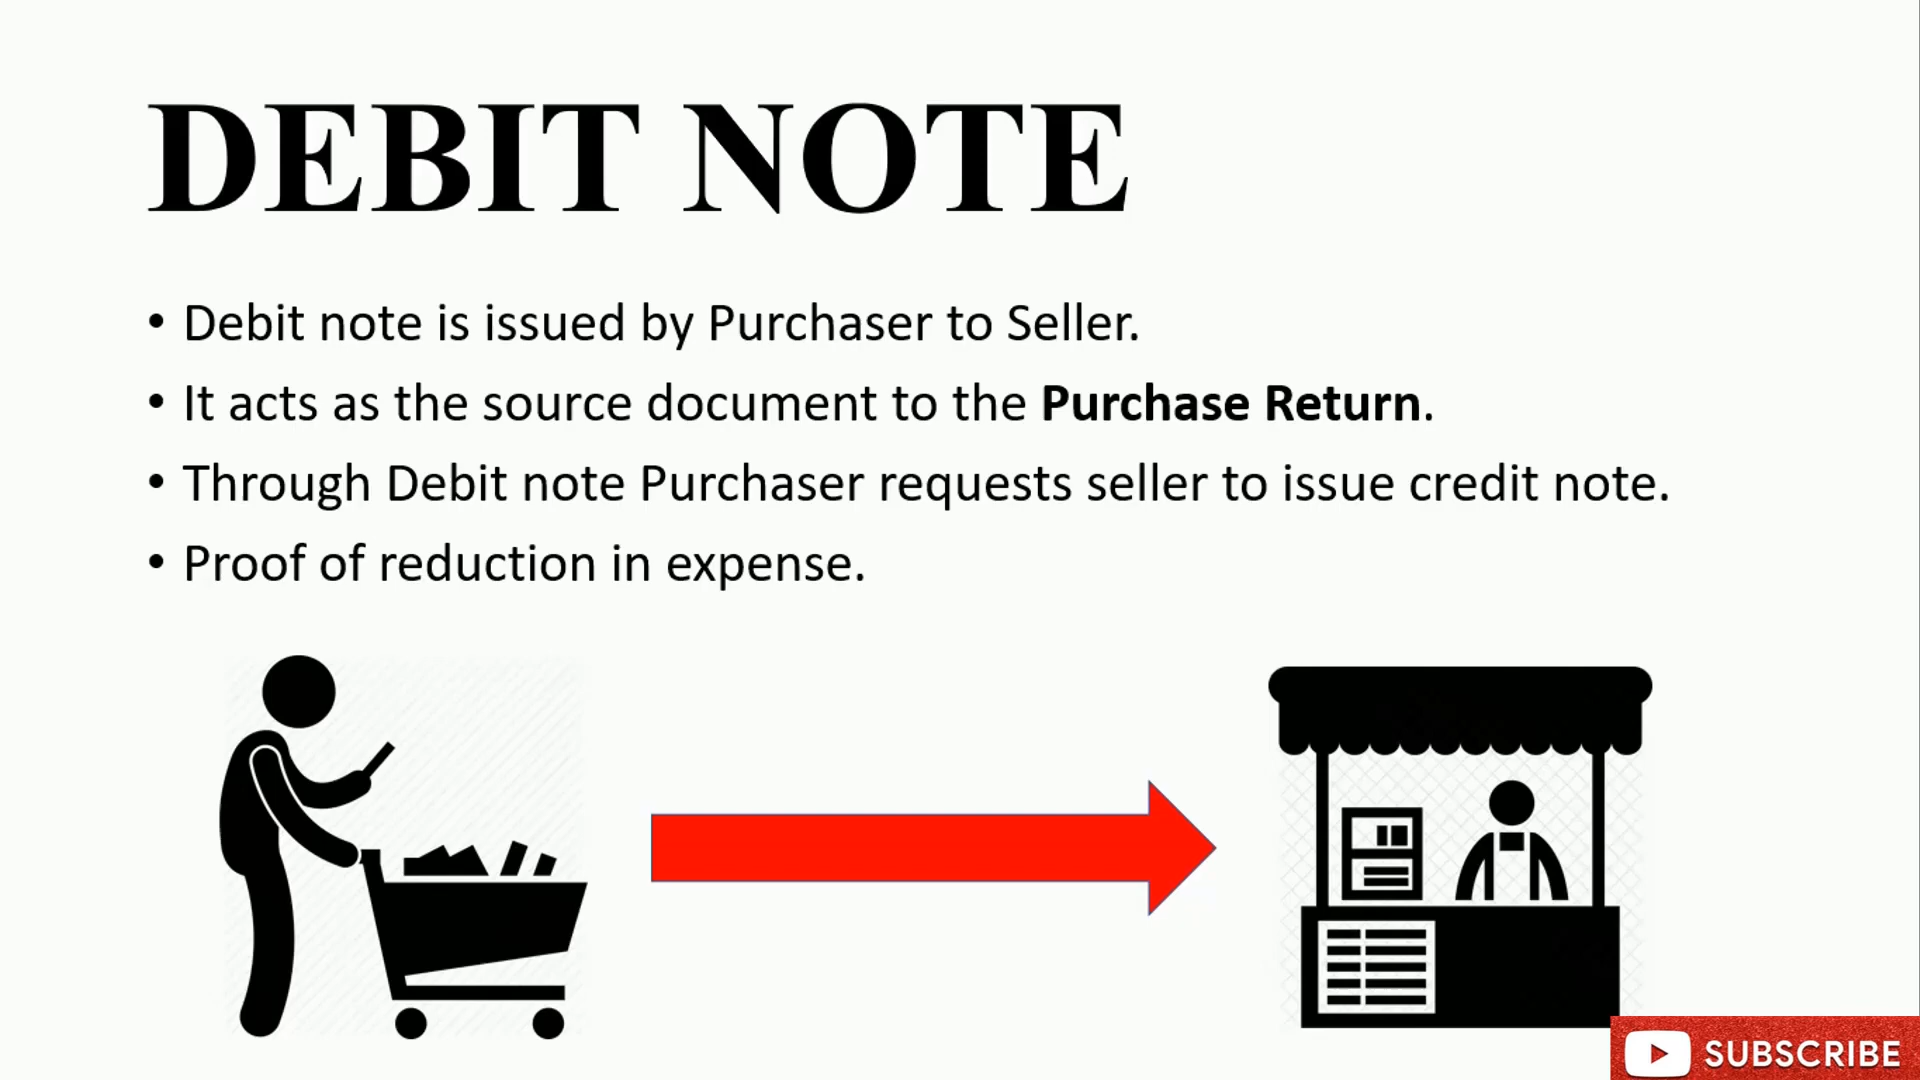 DEBIT NOTE
• Debit note is issued by Purchaser to Seller.
• It acts as the source document to the Purchase Return.
• Through Debit note Purchaser requests seller to issue credit note.
• Proof of reduction in expense.
SUBSCRIBE